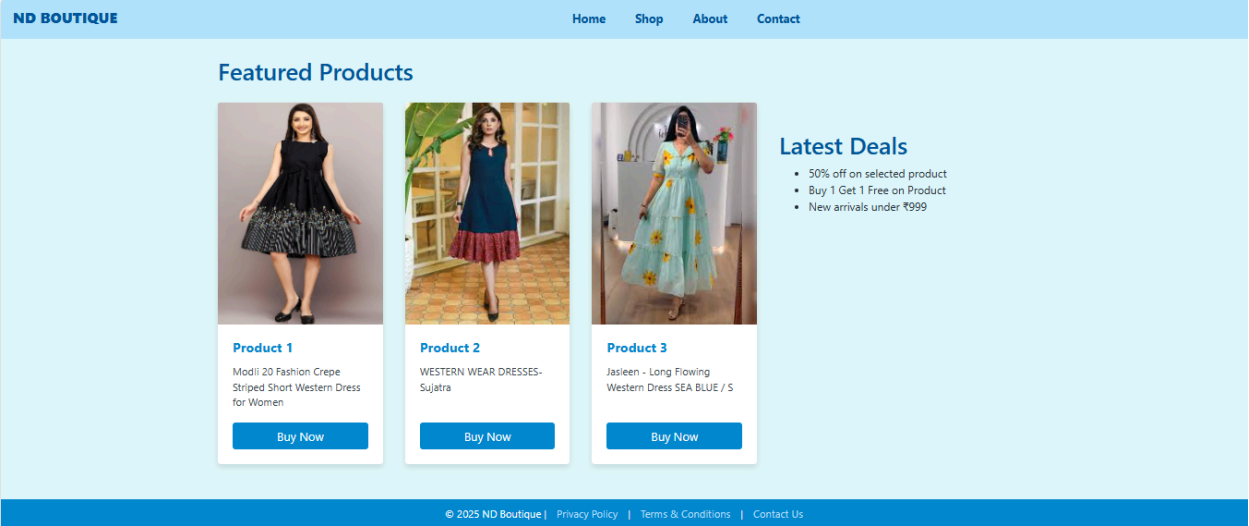 ND BOUTIQUE
Home
Shop
About
Contact
Featured Products
Product 1
Modli 20 Fashion Crepe
Striped Short Western Dress
for Women
Buy Now
Product 2
WESTERN WEAR DRESSES-
Sujatra
Buy Now
Product 3
Jasleen - Long Flowing
Western Dress SEA BLUE / S
Buy Now
Latest Deals
50% off on selected product
Buy 1 Get 1 Free on Product
New arrivals under ₹999
© 2025 ND Boutique | Privacy Policy | Terms & Conditions | Contact Us